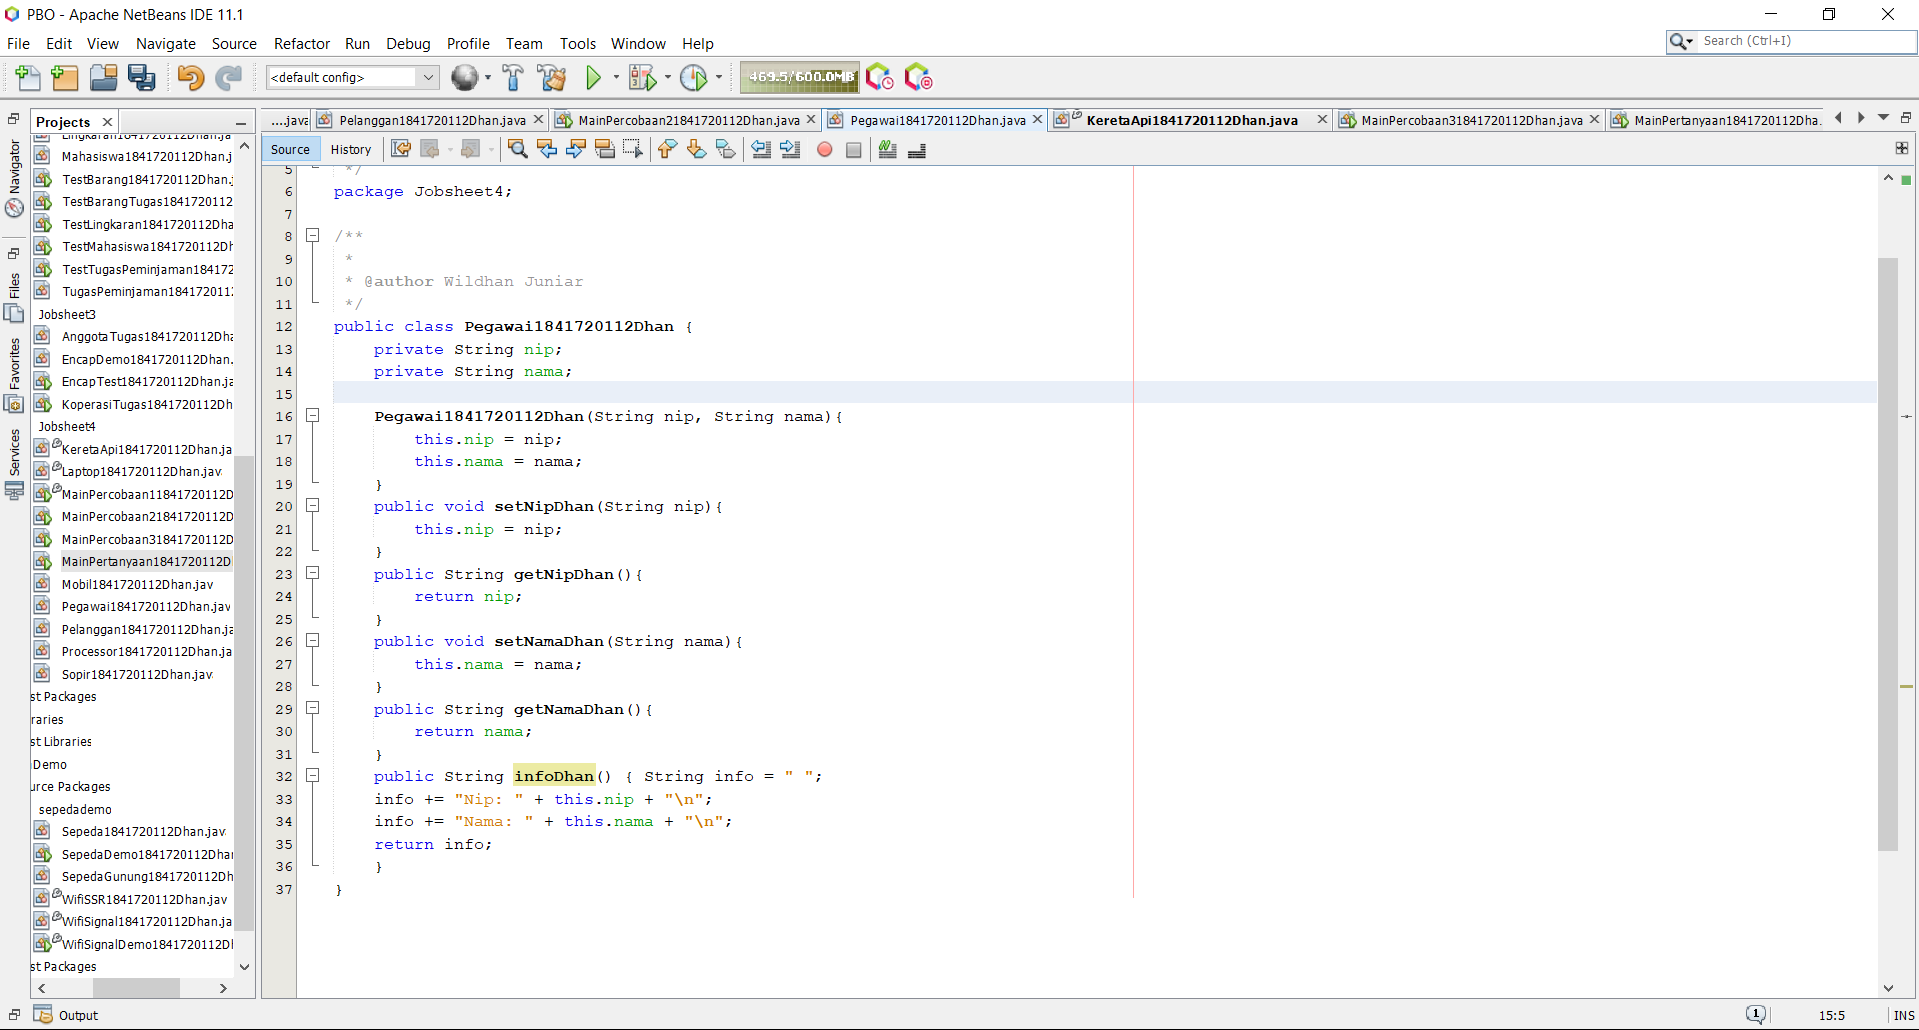 PBO - Apache NetBeans IDE 11.1
File Edit View Navigate Source Refactor Run Debug Profile Team Tools Window Help
Search (Ctrl+I)
<default config>
469.5/600.0MB
Projects
....java
Pelanggan1841720112Dhan.java
MainPercobaan21841720112Dhan.java
Pegawai1841720112Dhan.java
KeretaApi1841720112Dhan.java
MainPercobaan31841720112Dhan.java
MainPertanyaan1841720112Dha.
Source
History
Navigator
Files
Favorites
Services
Lingkaran1841720112Dhan.ja
Mahasiswa1841720112Dhan.j
TestBarang1841720112Dhan.j
TestBarangTugas1841720112
TestLingkaran1841720112Dha
TestMahasiswa1841720112Dh
TestTugasPeminjaman184172
TugasPeminjaman184172011
Jobsheet3
AnggotaTugas1841720112Dha
EncapDemo1841720112Dhan.
EncapTest1841720112Dhan.ja
KoperasiTugas1841720112Dh
Jobsheet4
KeretaApi1841720112Dhan.ja
Laptop1841720112Dhan.jav
MainPercobaan11841720112D
MainPercobaan21841720112D
MainPercobaan31841720112D
MainPertanyaan1841720112D
Mobil1841720112Dhan.jav
Pegawai1841720112Dhan.jav
Pelanggan1841720112Dhan.ja
Processor1841720112Dhan.ja
Sopir1841720112Dhan.jav
st Packages
raries
st Libraries
Demo
urce Packages
sepedademo
Sepeda1841720112Dhan.jav
SepedaDemo1841720112Dhan
SepedaGunung1841720112Dh
WifiSSR1841720112Dhan.jav
WifiSignal1841720112Dhan.ja
WifiSignalDemo1841720112Dh
st Packages
5 */
6 package Jobsheet4;
7
8 /**
9 *
10 * @author Wildhan Juniar
11 */
12 public class Pegawai1841720112Dhan {
13 private String nip;
14 private String nama;
15
16 Pegawai1841720112Dhan(String nip, String nama){
17 this.nip = nip;
18 this.nama = nama;
19 }
20 public void setNipDhan(String nip){
21 this.nip = nip;
22 }
23 public String getNipDhan(){
24 return nip;
25 }
26 public void setNamaDhan(String nama){
27 this.nama = nama;
28 }
29 public String getNamaDhan(){
30 return nama;
31 }
32 public String infoDhan() { String info = " ";
33 info += "Nip: " + this.nip + "\n";
34 info += "Nama: " + this.nama + "\n";
35 return info;
36 }
37 }
Output
1
15:5
INS